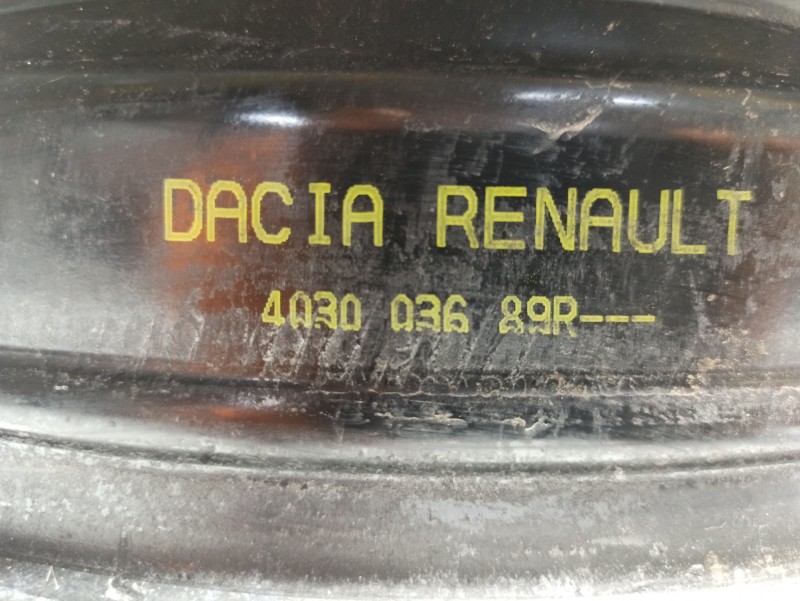 DACIA RENAULT
4030 036 89R---